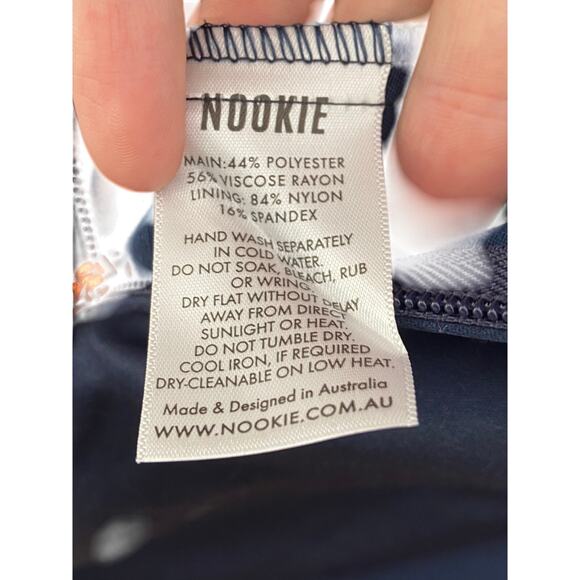 NOOKIE
MAIN:44% POLYESTER
56% VISCOSE RAYON
LINING: 84% NYLON
16% SPANDEX
HAND WASH SEPARATELY
IN COLD WATER.
DO NOT SOAK, BLEACH, RUB
OR WRING.
DRY FLAT WITHOUT DELAY
AWAY FROM DIRECT
SUNLIGHT OR HEAT.
DO NOT TUMBLE DRY.
COOL IRON, IF REQUIRED
DRY-CLEANABLE ON LOW HEAT.
Made & Designed in Australia
WWW.NOOKIE.COM.AU